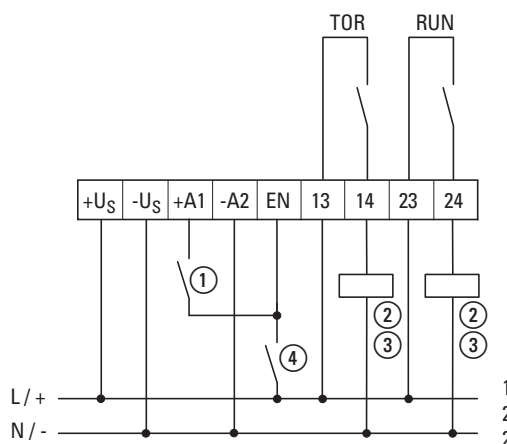 TOR RUN
+US -US +A1 -A2 EN 13 14 23 24
1
2 2
4 3 3
L / +
N / -